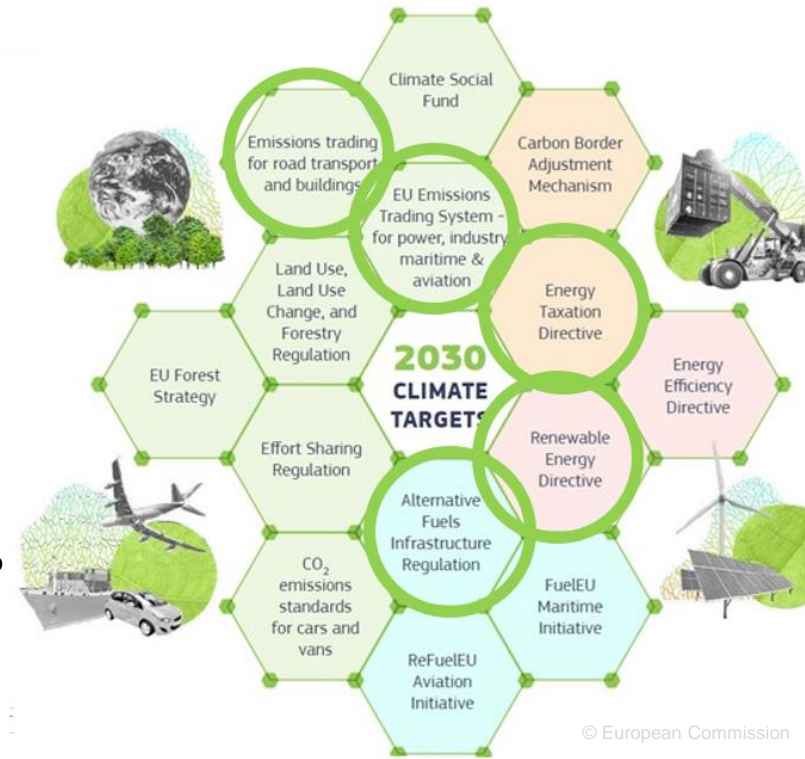 Climate Social
Fund
Emissions trading
for road transport
and buildings
Carbon Border
Adjustment
Mechanism
EU Emissions
Trading System -
for power, industry
maritime &
aviation
Land Use,
Land Use
Change, and
Forestry
Regulation
Energy
Taxation
Directive
EU Forest
Strategy
2030
CLIMATE
TARGETS
Energy
Efficiency
Directive
Effort Sharing
Regulation
Renewable
Energy
Directive
Alternative
Fuels
Infrastructure
Regulation
CO₂
emissions
standards
for cars and
vans
FuelEU
Maritime
Initiative
ReFuelEU
Aviation
Initiative
© European Commission